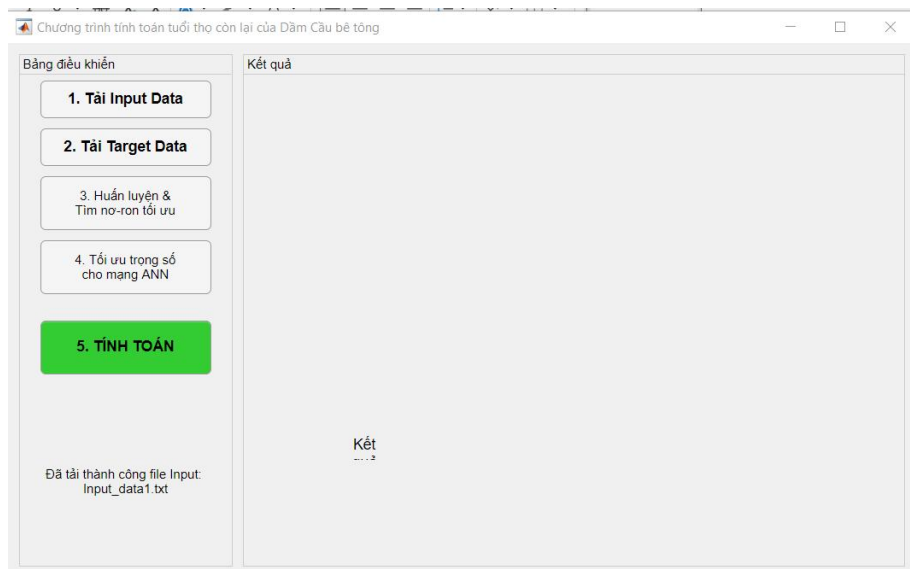 Chương trình tính toán tuổi thọ còn lại của Dầm Cầu bê tông
Bảng điều khiển
1. Tải Input Data
2. Tải Target Data
3. Huấn luyện &
Tìm nơ-ron tối ưu
4. Tối ưu trọng số
cho mạng ANN
5. TÍNH TOÁN
Đã tải thành công file Input:
Input_data1.txt
Kết quả
Kết